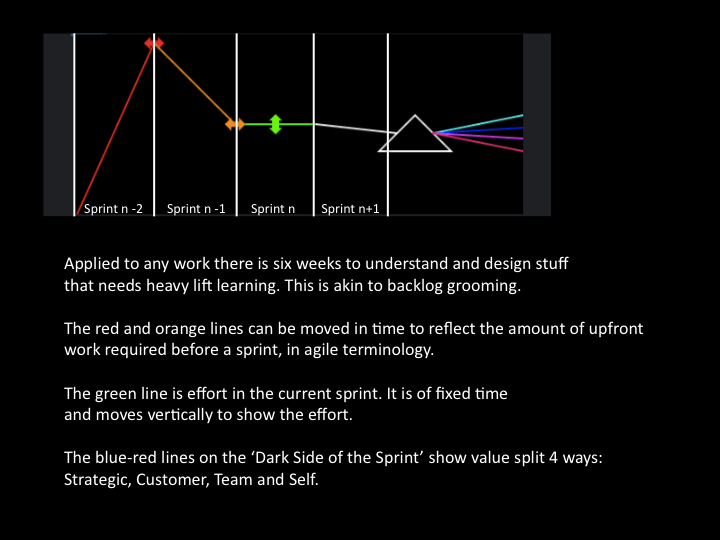 Sprint n -2
Sprint n -1
Sprint n
Sprint n+1
Applied to any work there is six weeks to understand and design stuff
that needs heavy lift learning. This is akin to backlog grooming.
The red and orange lines can be moved in time to reflect the amount of upfront
work required before a sprint, in agile terminology.
The green line is effort in the current sprint. It is of fixed time
and moves vertically to show the effort.
The blue-red lines on the ‘Dark Side of the Sprint’ show value split 4 ways:
Strategic, Customer, Team and Self.